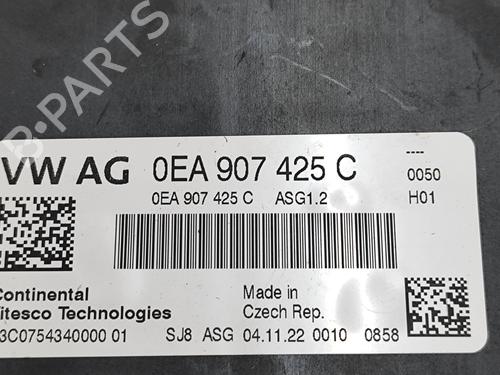 B-PARTS
VW AG 0EA 907 425 C
----
0050
0EA 907 425 C ASG1.2 H01
Continental
Vitesco Technologies
Made in
Czech Rep.
3C0754340000 01 SJ8 ASG 04.11.22 0010 0858